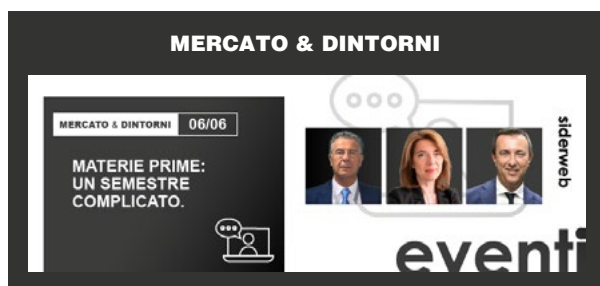 MERCATO & DINTORNI
MERCATO & DINTORNI 06/06
MATERIE PRIME:
UN SEMESTRE
COMPLICATO.
siderweb
eventi